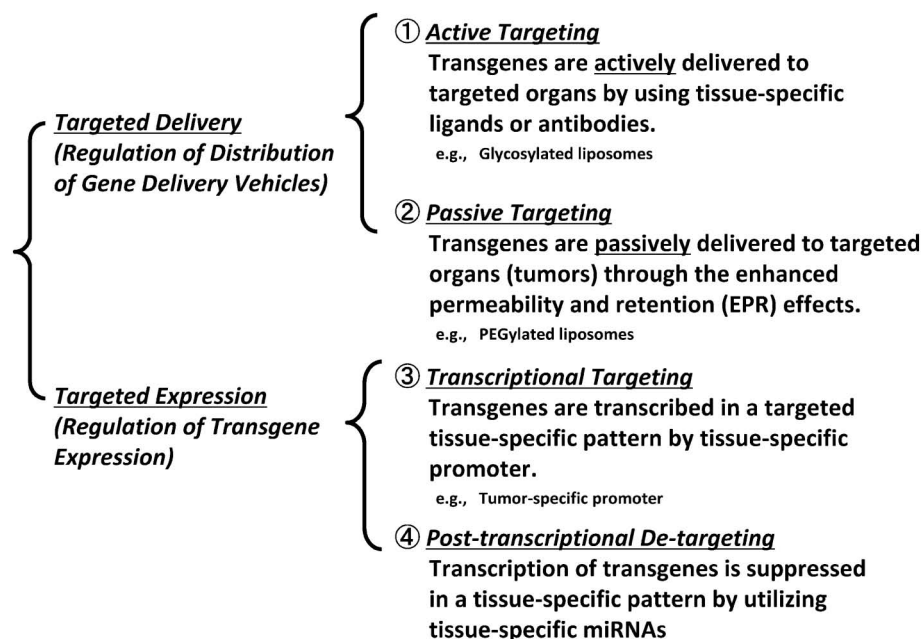 ① Active Targeting
Transgenes are actively delivered to
targeted organs by using tissue-specific
ligands or antibodies.
e.g., Glycosylated liposomes
Targeted Delivery
(Regulation of Distribution
of Gene Delivery Vehicles)
② Passive Targeting
Transgenes are passively delivered to targeted
organs (tumors) through the enhanced
permeability and retention (EPR) effects.
e.g., PEGylated liposomes
Targeted Expression
(Regulation of Transgene
Expression)
③ Transcriptional Targeting
Transgenes are transcribed in a targeted
tissue-specific pattern by tissue-specific
promoter.
e.g., Tumor-specific promoter
④ Post-transcriptional De-targeting
Transcription of transgenes is suppressed
in a tissue-specific pattern by utilizing
tissue-specific miRNAs